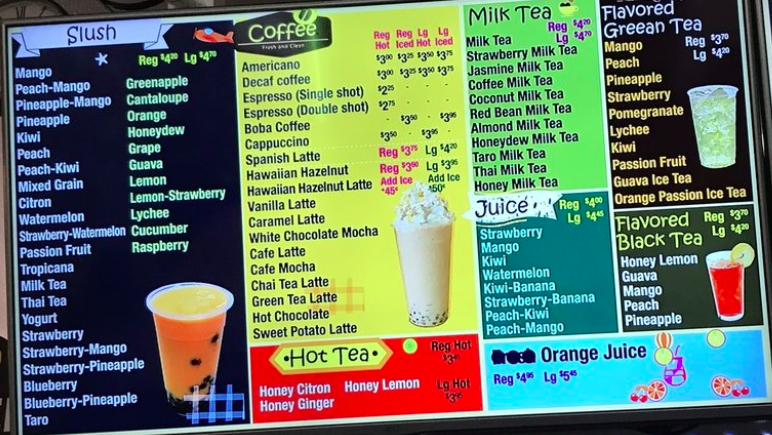 Slush
Reg $4.20 Lg $4.70
Mango
Peach-Mango
Pineapple-Mango
Pineapple
Kiwi
Peach
Peach-Kiwi
Mixed Grain
Citron
Watermelon
Strawberry-Watermelon
Passion Fruit
Tropicana
Milk Tea
Thai Tea
Yogurt
Strawberry
Strawberry-Mango
Strawberry-Pineapple
Blueberry
Blueberry-Pineapple
Taro
Greenapple
Cantaloupe
Orange
Honeydew
Grape
Guava
Lemon
Lemon-Strawberry
Lychee
Cucumber
Raspberry
Coffee
Fresh and Clean
Reg Reg Lg Lg
Hot Iced Hot Iced
Americano $3.00 $3.25 $3.50 $3.75
Decaf coffee $3.00 $3.25 $3.50 $3.75
Espresso (Single shot) $2.25 - - -
Espresso (Double shot) $2.75 - - -
Boba Coffee - $3.50 - $3.95
Cappuccino $3.50 - $3.95 -
Spanish Latte Reg $3.75 Lg $4.20
Hawaiian Hazelnut Reg Lg $3.95
Hawaiian Hazelnut Latte Add Ice Add Ice
Vanilla Latte
Caramel Latte
White Chocolate Mocha
Cafe Latte
Cafe Mocha
Chai Tea Latte
Green Tea Latte
Hot Chocolate
Sweet Potato Latte
Hot Tea
Reg Hot
Honey Citron Honey Lemon
Honey Ginger
Lg Hot
$3.95
Milk Tea
Reg $4.20
Lg $4.70
Milk Tea
Strawberry Milk Tea
Jasmine Milk Tea
Coffee Milk Tea
Coconut Milk Tea
Red Bean Milk Tea
Almond Milk Tea
Honeydew Milk Tea
Taro Milk Tea
Thai Milk Tea
Honey Milk Tea
Juice
Reg $4.00
Lg $4.45
Strawberry
Mango
Kiwi
Watermelon
Kiwi-Banana
Strawberry-Banana
Peach-Kiwi
Peach-Mango
Orange Juice
Reg $4.95 Lg $5.45
Flavored
Greean Tea
Reg $3.70
Lg $4.20
Mango
Peach
Pineapple
Strawberry
Pomegranate
Lychee
Kiwi
Passion Fruit
Guava Ice Tea
Orange Passion Ice Tea
Flavored
Black Tea
Reg $3.70
Lg $4.20
Honey Lemon
Guava
Mango
Peach
Pineapple